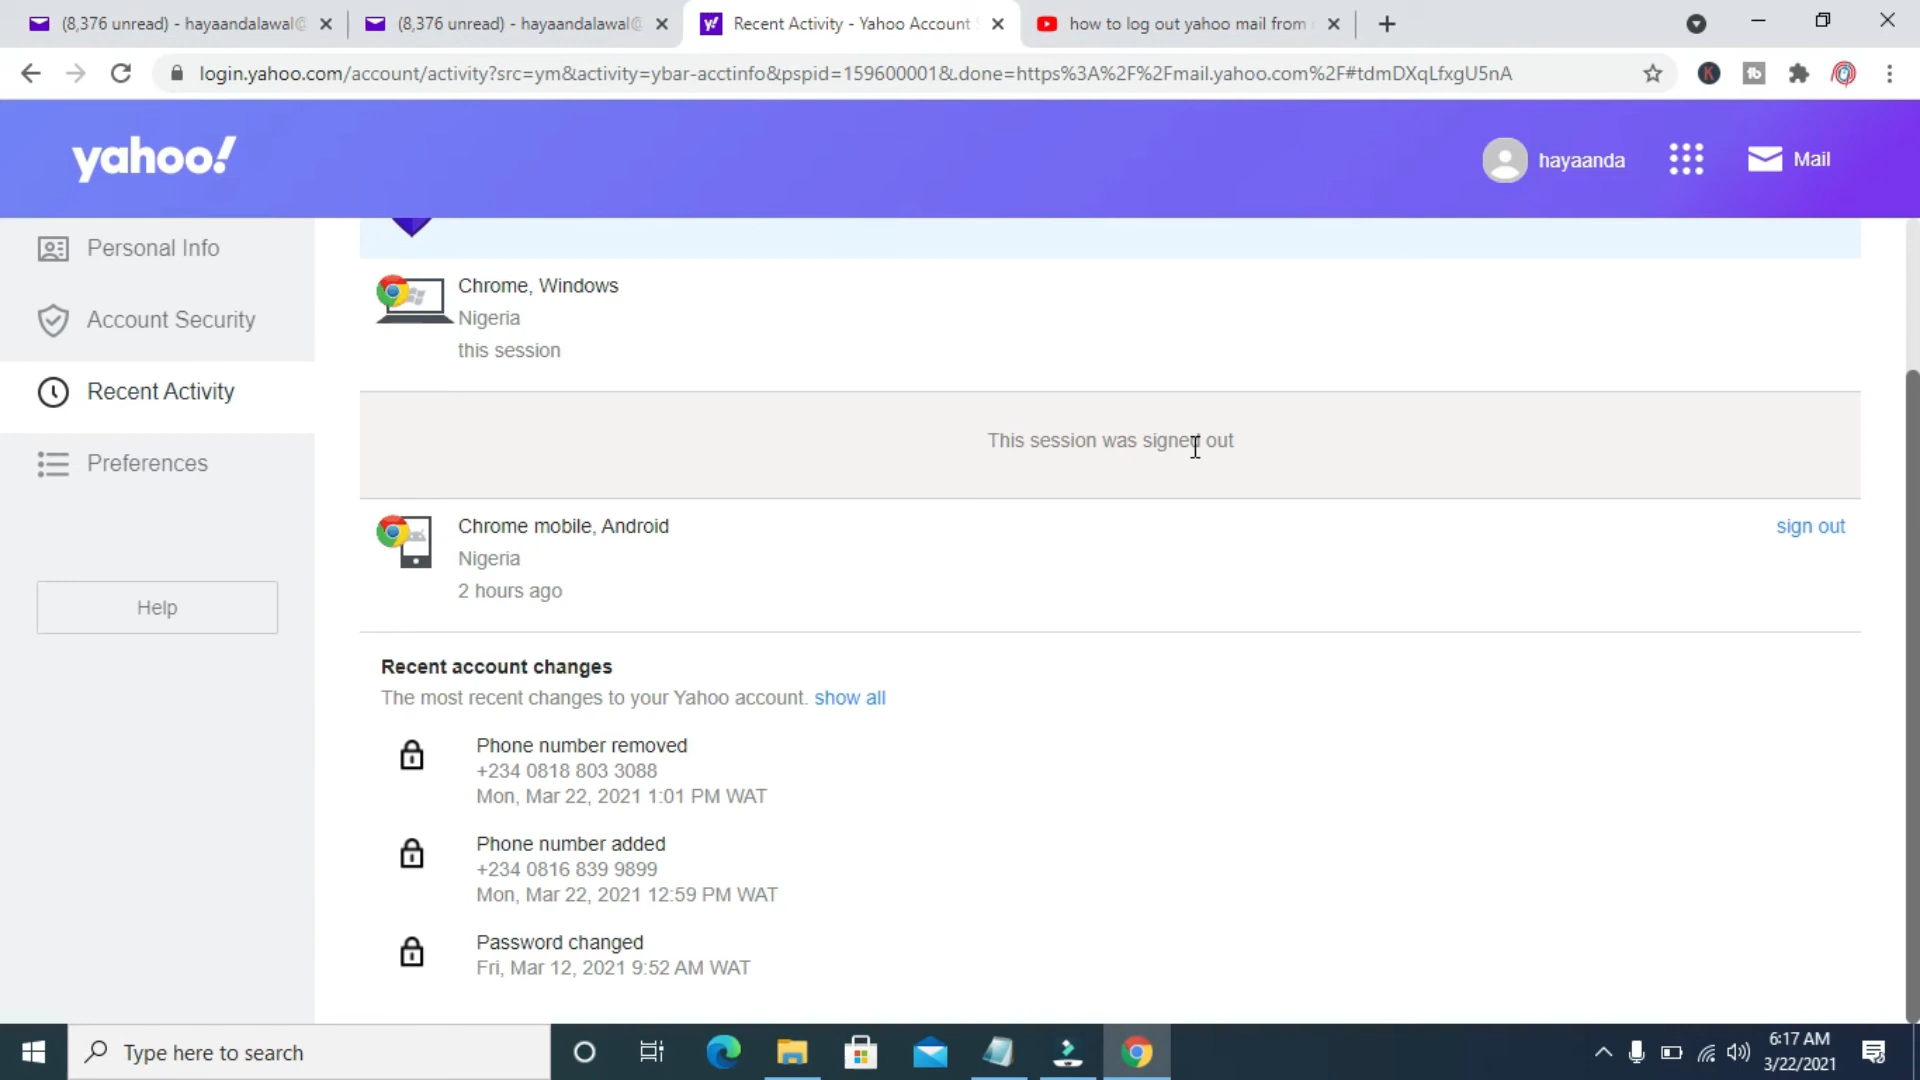 (8,376 unread) - hayaandalawal@
(8,376 unread) - hayaandalawal@
Recent Activity - Yahoo Account S
how to log out yahoo mail from
login.yahoo.com/account/activity?src=ym&activity=ybar-acctinfo&pspid=159600001&.done=https%3A%2F%2Fmail.yahoo.com%2F#tdmDXqLfxgU5nA
K
tb
yahoo!
hayaanda
Mail
Personal Info
Account Security
Recent Activity
Preferences
Help
Chrome, Windows
Nigeria
this session
This session was signed out
Chrome mobile, Android
Nigeria
2 hours ago
sign out
Recent account changes
The most recent changes to your Yahoo account. show all
Phone number removed
+234 0818 803 3088
Mon, Mar 22, 2021 1:01 PM WAT
Phone number added
+234 0816 839 9899
Mon, Mar 22, 2021 12:59 PM WAT
Password changed
Fri, Mar 12, 2021 9:52 AM WAT
Type here to search
6:17 AM
3/22/2021